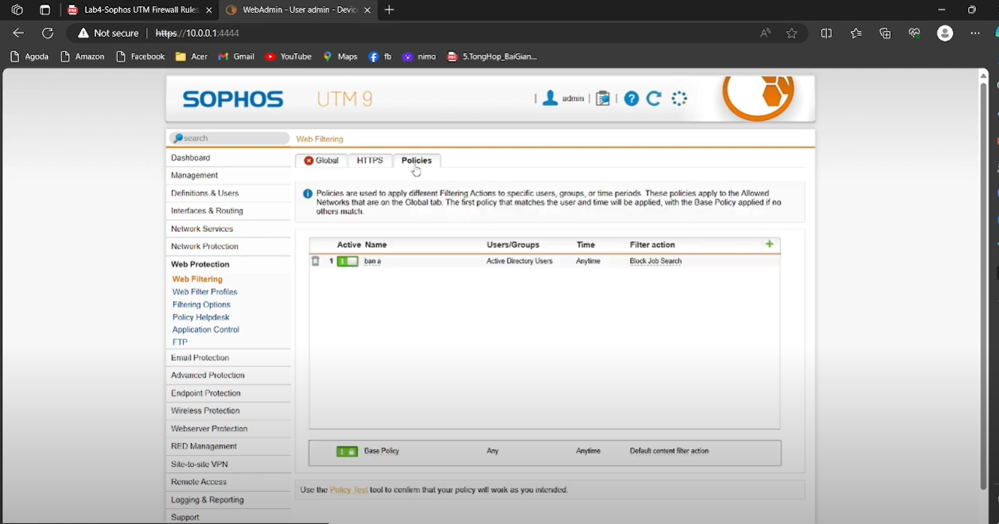 Lab4-Sophos UTM Firewall Rules
WebAdmin - User admin - Devic
Not secure
https://10.0.0.1:4444
Agoda
Amazon
Facebook
Acer
Gmail
YouTube
Maps
fb
nimo
5.TongHop_BaiGian...
SOPHOS
UTM 9
admin
search
Web Filtering
Dashboard
Management
Definitions & Users
Interfaces & Routing
Network Services
Network Protection
Web Protection
Web Filtering
Web Filter Profiles
Filtering Options
Policy Helpdesk
Application Control
FTP
Email Protection
Advanced Protection
Endpoint Protection
Wireless Protection
Webserver Protection
RED Management
Site-to-site VPN
Remote Access
Logging & Reporting
Support
Global
HTTPS
Policies
Policies are used to apply different Filtering Actions to specific users, groups, or time periods. These policies apply to the Allowed
Networks that are on the Global tab. The first policy that matches the user and time will be applied, with the Base Policy applied if no
others match.
Active Name Users/Groups Time Filter action
1 ban a Active Directory Users Anytime Block Job Search
Base Policy Any Anytime Default content filter action
Use the Policy Test tool to confirm that your policy will work as you intended.